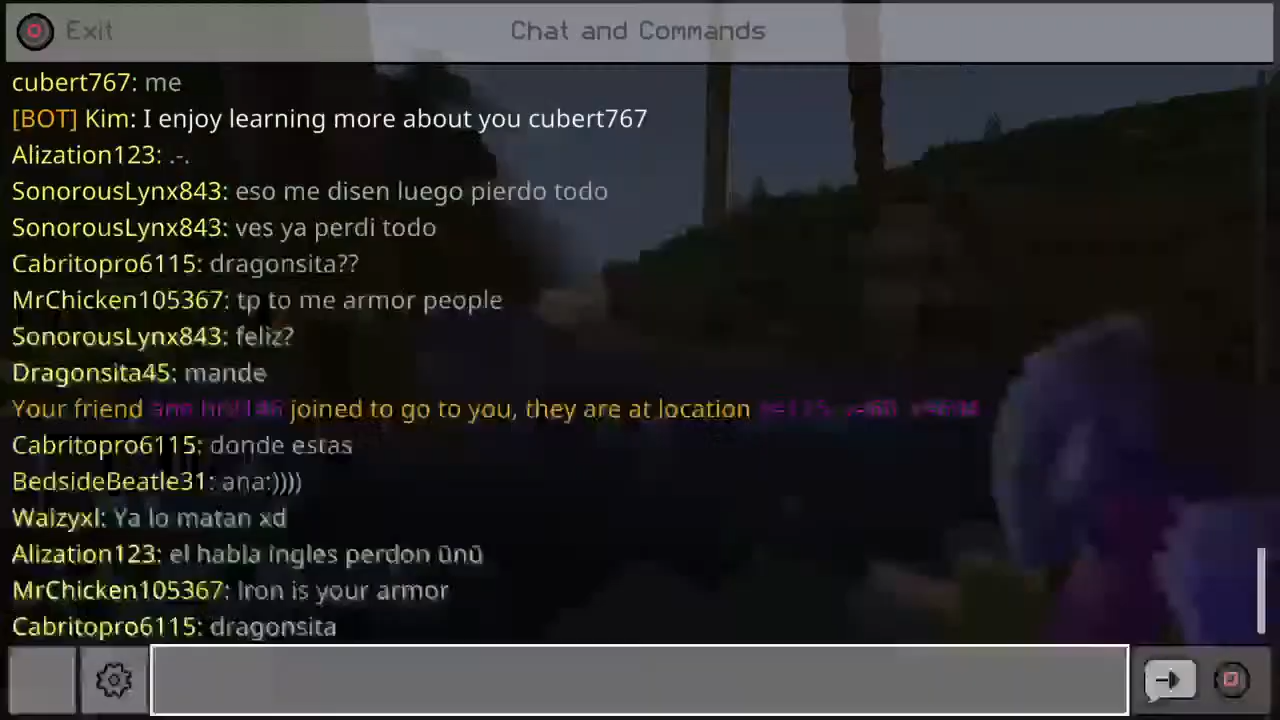 Exit
Chat and Commands
cubert767: me
[BOT] Kim: I enjoy learning more about you cubert767
Alization123: .-.
SonorousLynx843: eso me disen luego pierdo todo
SonorousLynx843: ves ya perdi todo
Cabritopro6115: dragonsita??
MrChicken105367: tp to me armor people
SonorousLynx843: feliz?
Dragonsita45: mande
Your friend joined to go to you, they are at location
Cabritopro6115: donde estas
BedsideBeatle31: ana:))))
Walzyxl: Ya lo matan xd
Alization123: el habla ingles perdon ūnū
MrChicken105367: Iron is your armor
Cabritopro6115: dragonsita